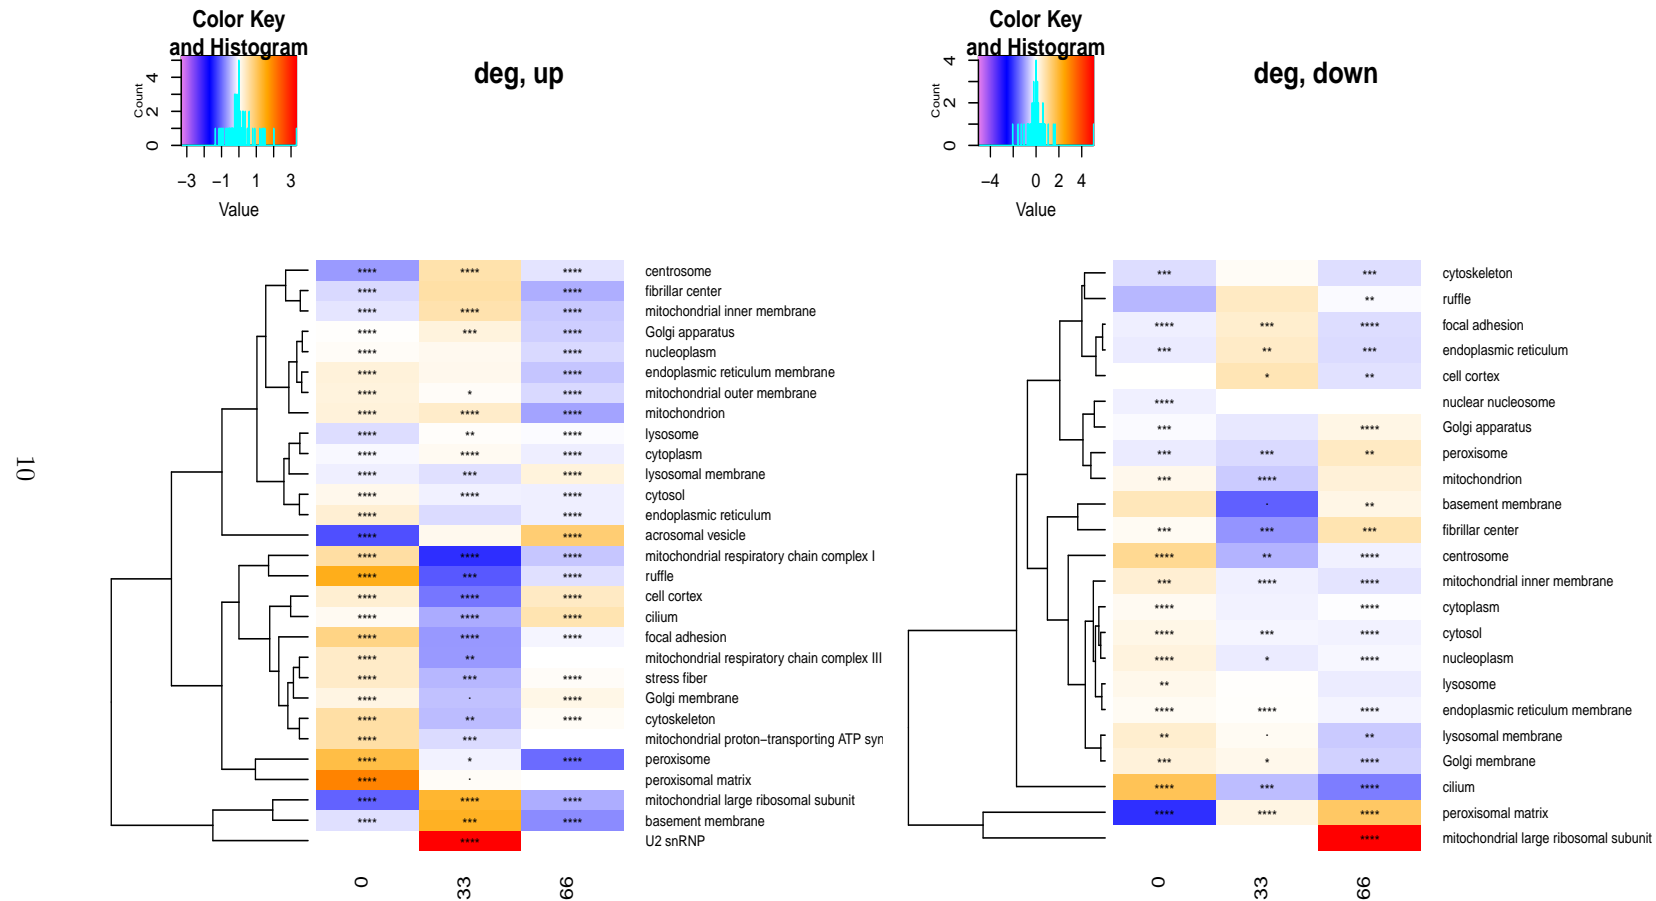 Color Key
and Histogram
Count
0 2 4
−3 −1 1 3
Value
deg, up
**** **** **** centrosome
**** **** fibrillar center
**** **** **** mitochondrial inner membrane
**** *** **** Golgi apparatus
**** **** nucleoplasm
**** **** endoplasmic reticulum membrane
**** * **** mitochondrial outer membrane
**** **** **** mitochondrion
**** ** **** lysosome
**** **** **** cytoplasm
**** *** **** lysosomal membrane
**** **** **** cytosol
**** **** endoplasmic reticulum
**** **** acrosomal vesicle
**** **** **** mitochondrial respiratory chain complex I
**** *** **** ruffle
**** **** **** cell cortex
**** **** **** cilium
**** **** **** focal adhesion
**** ** mitochondrial respiratory chain complex III
**** *** **** stress fiber
**** . **** Golgi membrane
**** ** **** cytoskeleton
**** *** mitochondrial proton−transporting ATP syn
**** * **** peroxisome
**** . peroxisomal matrix
**** **** **** mitochondrial large ribosomal subunit
**** *** **** basement membrane
**** U2 snRNP
0 33 66
Color Key
and Histogram
Count
0 2 4
−4 0 2 4
Value
deg, down
*** *** cytoskeleton
** ruffle
**** *** **** focal adhesion
*** ** *** endoplasmic reticulum
* ** cell cortex
**** nuclear nucleosome
*** **** Golgi apparatus
*** *** ** peroxisome
*** **** mitochondrion
. ** basement membrane
*** *** *** fibrillar center
**** ** **** centrosome
*** **** **** mitochondrial inner membrane
**** **** cytoplasm
**** *** **** cytosol
**** * **** nucleoplasm
** lysosome
**** **** **** endoplasmic reticulum membrane
** . ** lysosomal membrane
*** * **** Golgi membrane
**** *** **** cilium
**** **** **** peroxisomal matrix
**** mitochondrial large ribosomal subunit
0 33 66
10